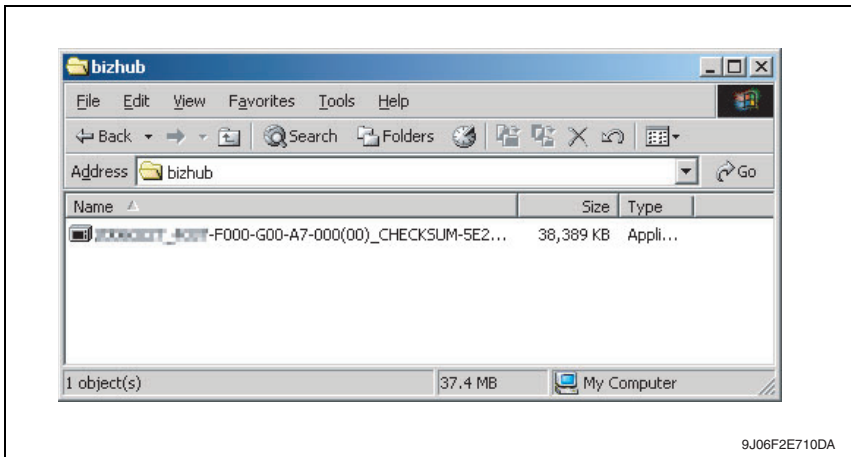 bizhub
File Edit View Favorites Tools Help
Back Search Folders
Address bizhub Go
Name Size Type
-F000-G00-A7-000(00)_CHECKSUM-5E2... 38,389 KB Appli...
1 object(s) 37.4 MB My Computer
9J06F2E710DA